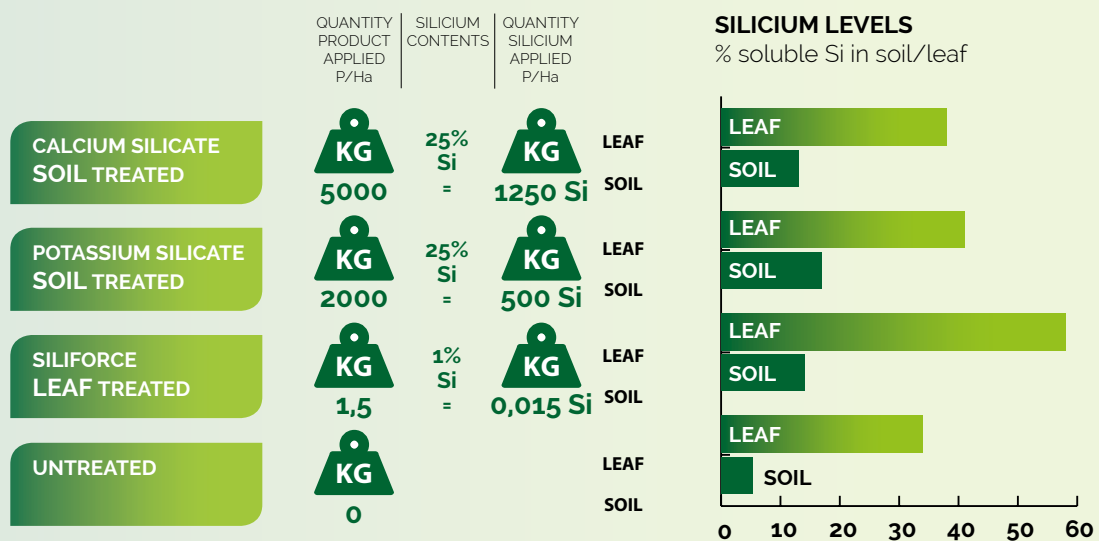 QUANTITY
PRODUCT
APPLIED
P/Ha
SILICIUM
CONTENTS
QUANTITY
SILICIUM
APPLIED
P/Ha
SILICIUM LEVELS
% soluble Si in soil/leaf
CALCIUM SILICATE
SOIL TREATED
KG
5000
25%
Si
=
KG
1250 Si
LEAF
SOIL
LEAF
SOIL
POTASSIUM SILICATE
SOIL TREATED
KG
2000
25%
Si
=
KG
500 Si
LEAF
SOIL
LEAF
SOIL
SILIFORCE
LEAF TREATED
KG
1,5
1%
Si
=
KG
0,015 Si
LEAF
SOIL
LEAF
SOIL
UNTREATED
KG
0
LEAF
SOIL
LEAF
SOIL
0 10 20 30 40 50 60